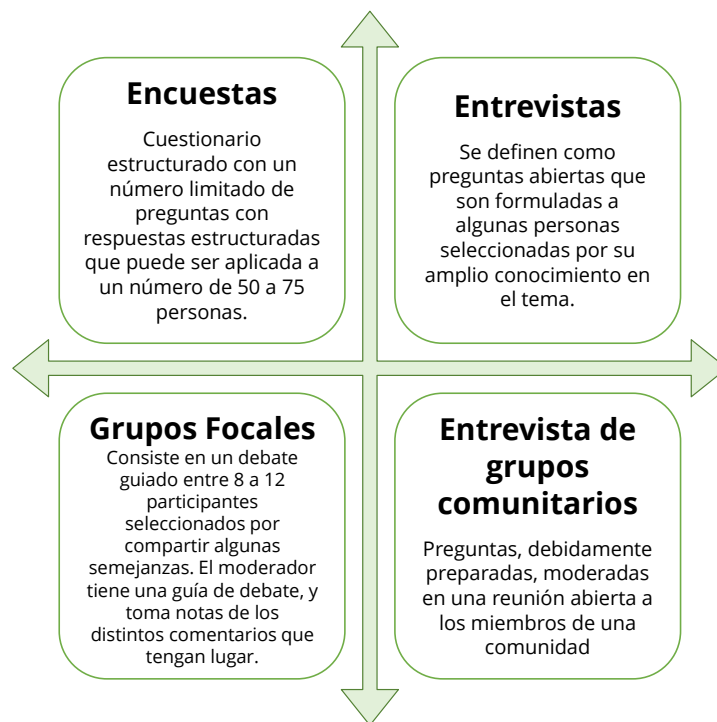 Encuestas
Cuestionario
estructurado con un
número limitado de
preguntas con
respuestas estructuradas
que puede ser aplicada a
un número de 50 a 75
personas.
Entrevistas
Se definen como
preguntas abiertas que
son formuladas a
algunas personas
seleccionadas por su
amplio conocimiento en
el tema.
Grupos Focales
Consiste en un debate
guiado entre 8 a 12
participantes
seleccionados por
compartir algunas
semejanzas. El moderador
tiene una guía de debate, y
toma notas de los
distintos comentarios que
tengan lugar.
Entrevista de
grupos
comunitarios
Preguntas, debidamente
preparadas, moderadas
en una reunión abierta a
los miembros de una
comunidad